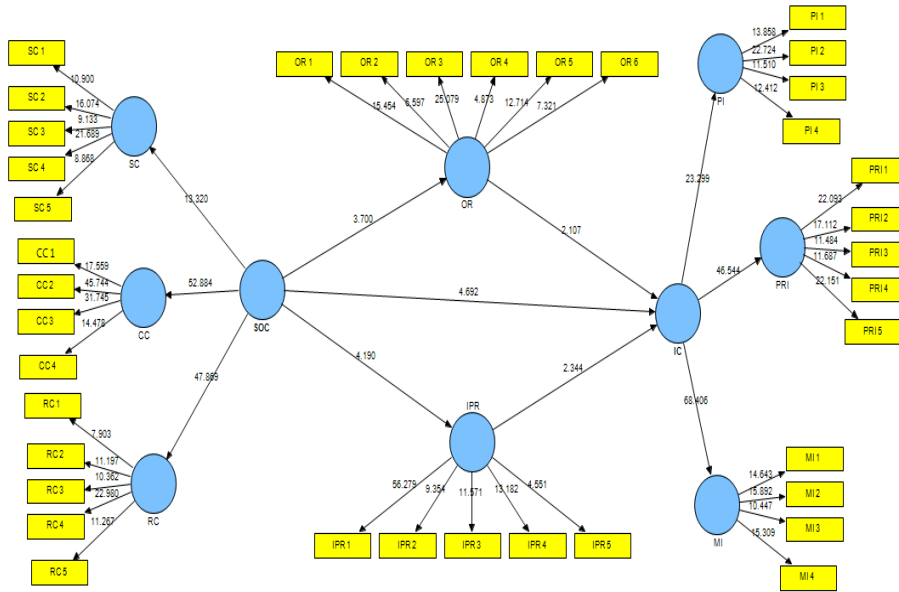 SC 1
SC 2
SC 3
SC 4
SC 5
10.900
16.074
9.133
21.689
8.868
SC
13.320
CC 1
CC 2
CC 3
CC 4
17.559
45.744
31.745
14.478
CC
52.884
SOC
47.869
RC 1
RC 2
RC 3
RC 4
RC 5
7.903
11.197
10.362
22.980
11.267
RC
OR 1
OR 2
OR 3
OR 4
OR 5
OR 6
15.454
6.597
25.079
4.873
12.714
7.321
OR
3.700
2.107
4.692
4.190
2.344
IPR
56.279
9.354
11.571
13.182
4.551
IPR 1
IPR 2
IPR 3
IPR 4
IPR 5
IC
23.299
46.544
68.406
PI 1
PI 2
PI 3
PI 4
13.858
22.724
11.510
12.412
PI
PRI 1
PRI 2
PRI 3
PRI 4
PRI 5
22.093
17.112
11.484
11.687
22.151
PRI
MI 1
MI 2
MI 3
MI 4
14.643
15.892
10.447
15.309
MI